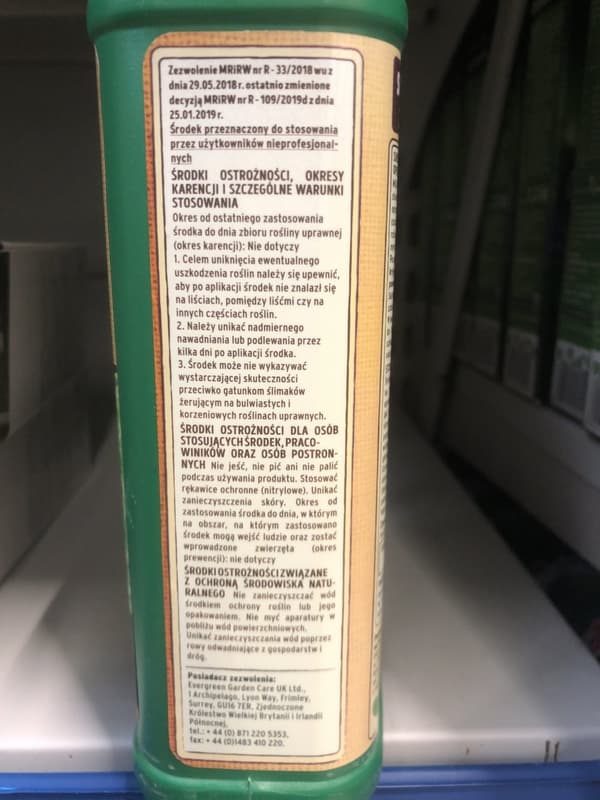 Zezwolenie MRiRW nr R - 33/2018 wu z
dnia 29.05.2018 r. ostatnio zmienione
decyzją MRiRW nr R - 109/2019d z dnia
25.01.2019 r.
Środek przeznaczony do stosowania
przez użytkowników nieprofesjonal-
nych
ŚRODKI OSTROŻNOŚCI, OKRESY
KARENCJI I SZCZEGÓLNE WARUNKI
STOSOWANIA
Okres od ostatniego zastosowania
środka do dnia zbioru rośliny uprawnej
(okres karencji): Nie dotyczy
1. Celem uniknięcia ewentualnego
uszkodzenia roślin należy się upewnić,
aby po aplikacji środek nie znalazł się
na liściach, pomiędzy liśćmi czy na
innych częściach roślin.
2. Należy unikać nadmiernego
nawadniania lub podlewania przez
kilka dni po aplikacji środka.
3. Środek może nie wykazywać
wystarczającej skuteczności
przeciwko gatunkom ślimaków
żerującym na bulwiastych i
korzeniowych roślinach uprawnych.
ŚRODKI OSTROŻNOŚCI DLA OSÓB
STOSUJĄCYCH ŚRODEK, PRACO-
WNIKÓW ORAZ OSÓB POSTRON-
NYCH Nie jeść, nie pić ani nie palić
podczas używania produktu. Stosować
rękawice ochronne (nitrylowe). Unikać
zanieczyszczenia skóry. Okres od
zastosowania środka do dnia, w którym
na obszar, na którym zastosowano
środek mogą wejść ludzie oraz zostać
wprowadzone zwierzęta (okres
prewencji): nie dotyczy
ŚRODKI OSTROŻNOŚCI ZWIĄZANE
Z OCHRONĄ ŚRODOWISKA NATU-
RALNEGO Nie zanieczyszczać wód
środkiem ochrony roślin lub jego
opakowaniem. Nie myć aparatury w
pobliżu wód powierzchniowych.
Unikać zanieczyszczania wód poprzez
rowy odwadniające z gospodarstw i
dróg.
Posiadacz zezwolenia:
Evergreen Garden Care UK Ltd.,
1 Archipelago, Lyon Way, Frimley,
Surrey, GU16 7ER, Zjednoczone
Królestwo Wielkiej Brytanii i Irlandii
Północnej,
tel.: + 44 (0) 871 220 5353,
fax: + 44 (0)1483 410 220.